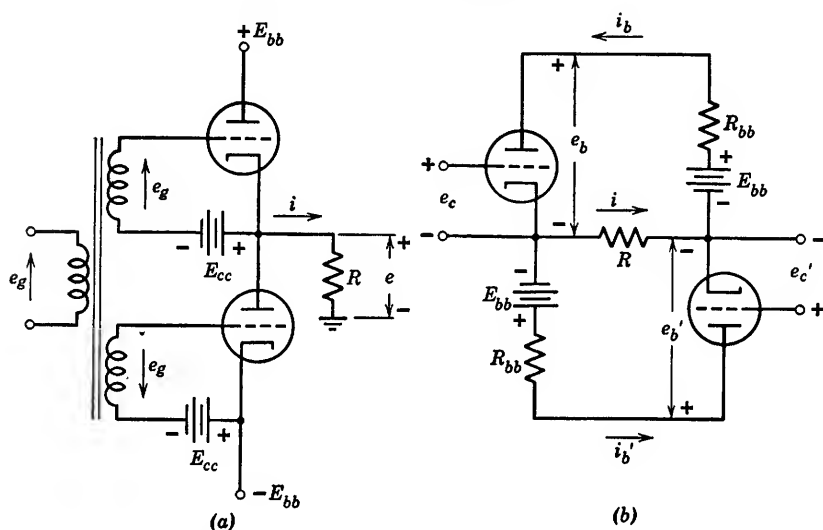 + E_bb
e_g
e_g
- E_cc +
i
+
R e
-
e_g
- E_cc +
- E_bb
(a)
i_b
+
e_b
R_bb
+
E_bb
-
+
e_c
-
-
i
R
-
-
e_c'
+
-
E_bb
+
R_bb
e_b'
+
i_b'
(b)